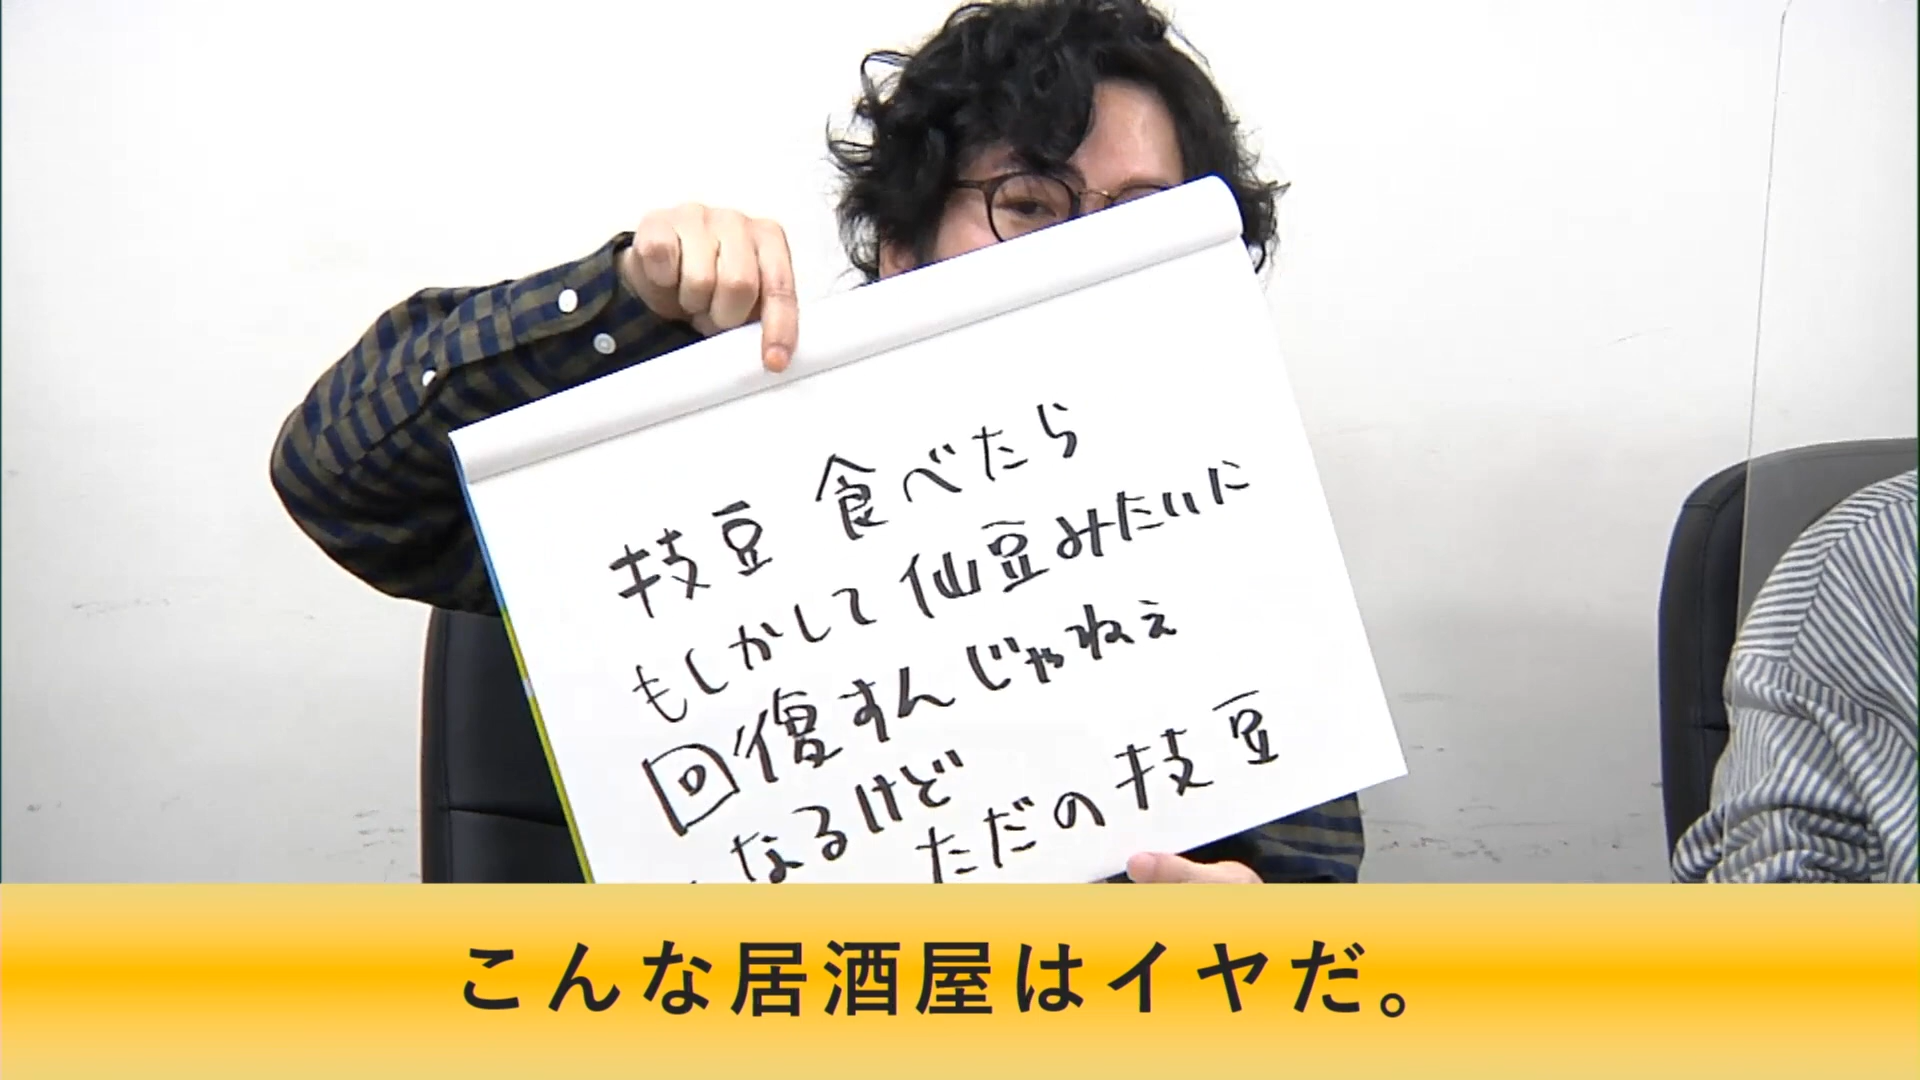 枝豆 食べたら
もしかして仙豆みたいに
回復すんじゃねぇ
なるけど
ただの枝豆
こんな居酒屋はイヤだ。